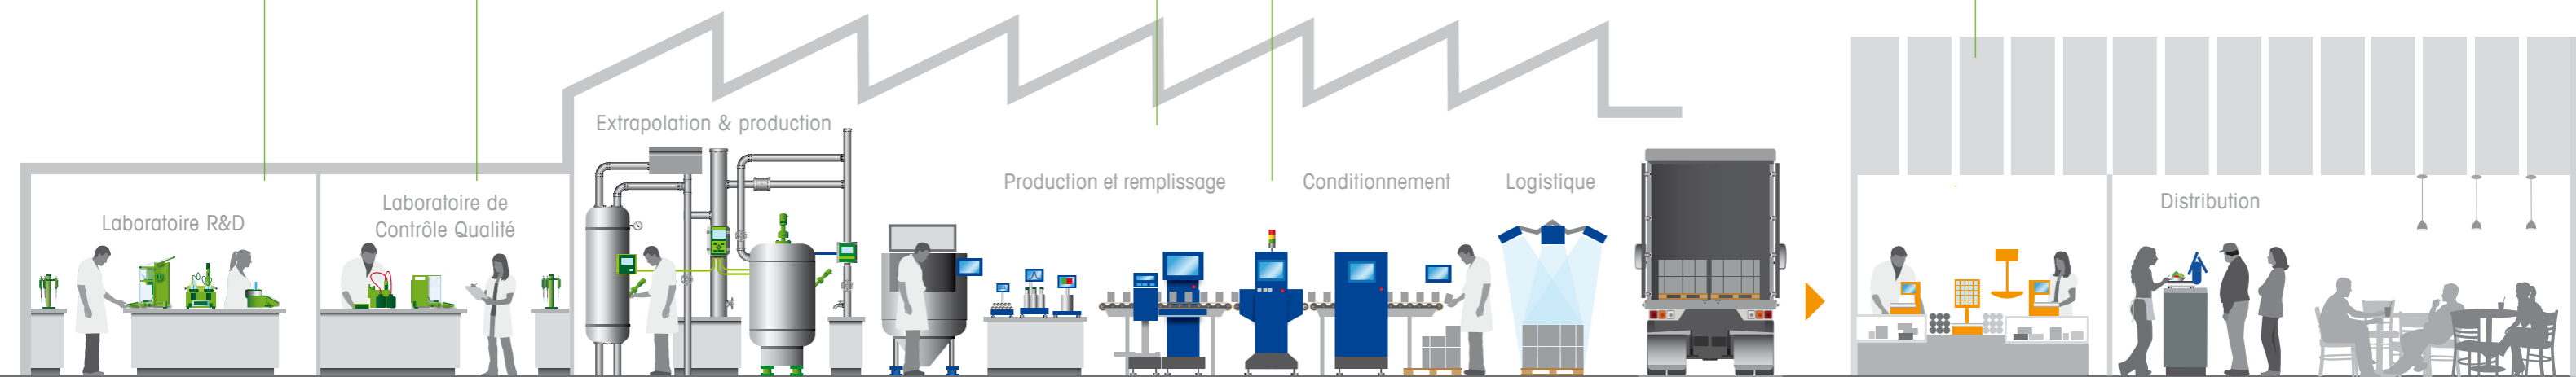 Extrapolation & production
Production et remplissage
Conditionnement
Logistique
Laboratoire R&D
Laboratoire de
Contrôle Qualité
Distribution